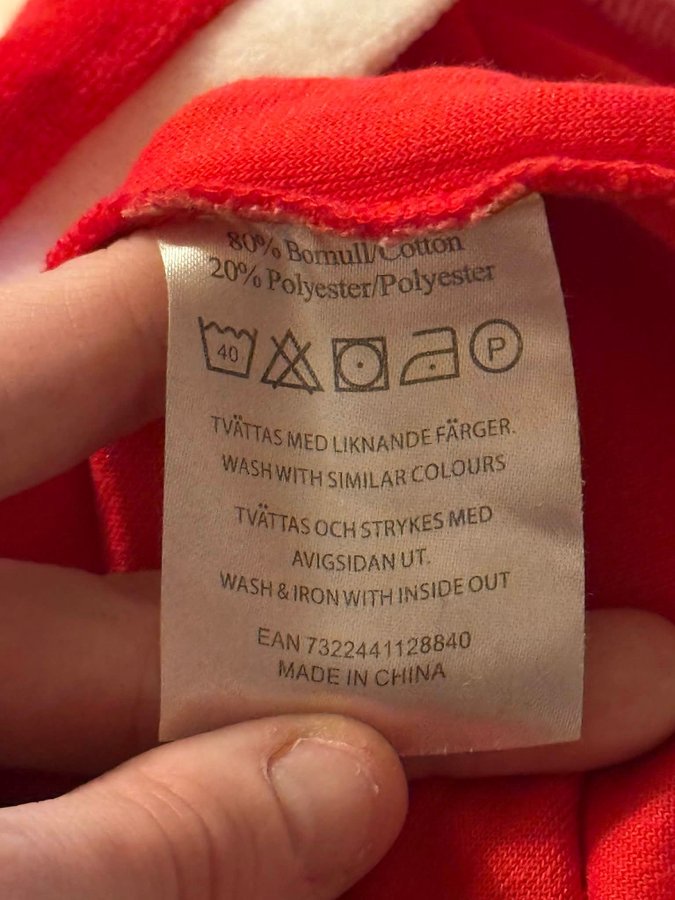 80% Bomull/Cotton
20% Polyester/Polyester
40
P
TVÄTTAS MED LIKNANDE FÄRGER.
WASH WITH SIMILAR COLOURS
TVÄTTAS OCH STRYKES MED
AVIGSIDAN UT.
WASH & IRON WITH INSIDE OUT
EAN 7322441128840
MADE IN CHINA